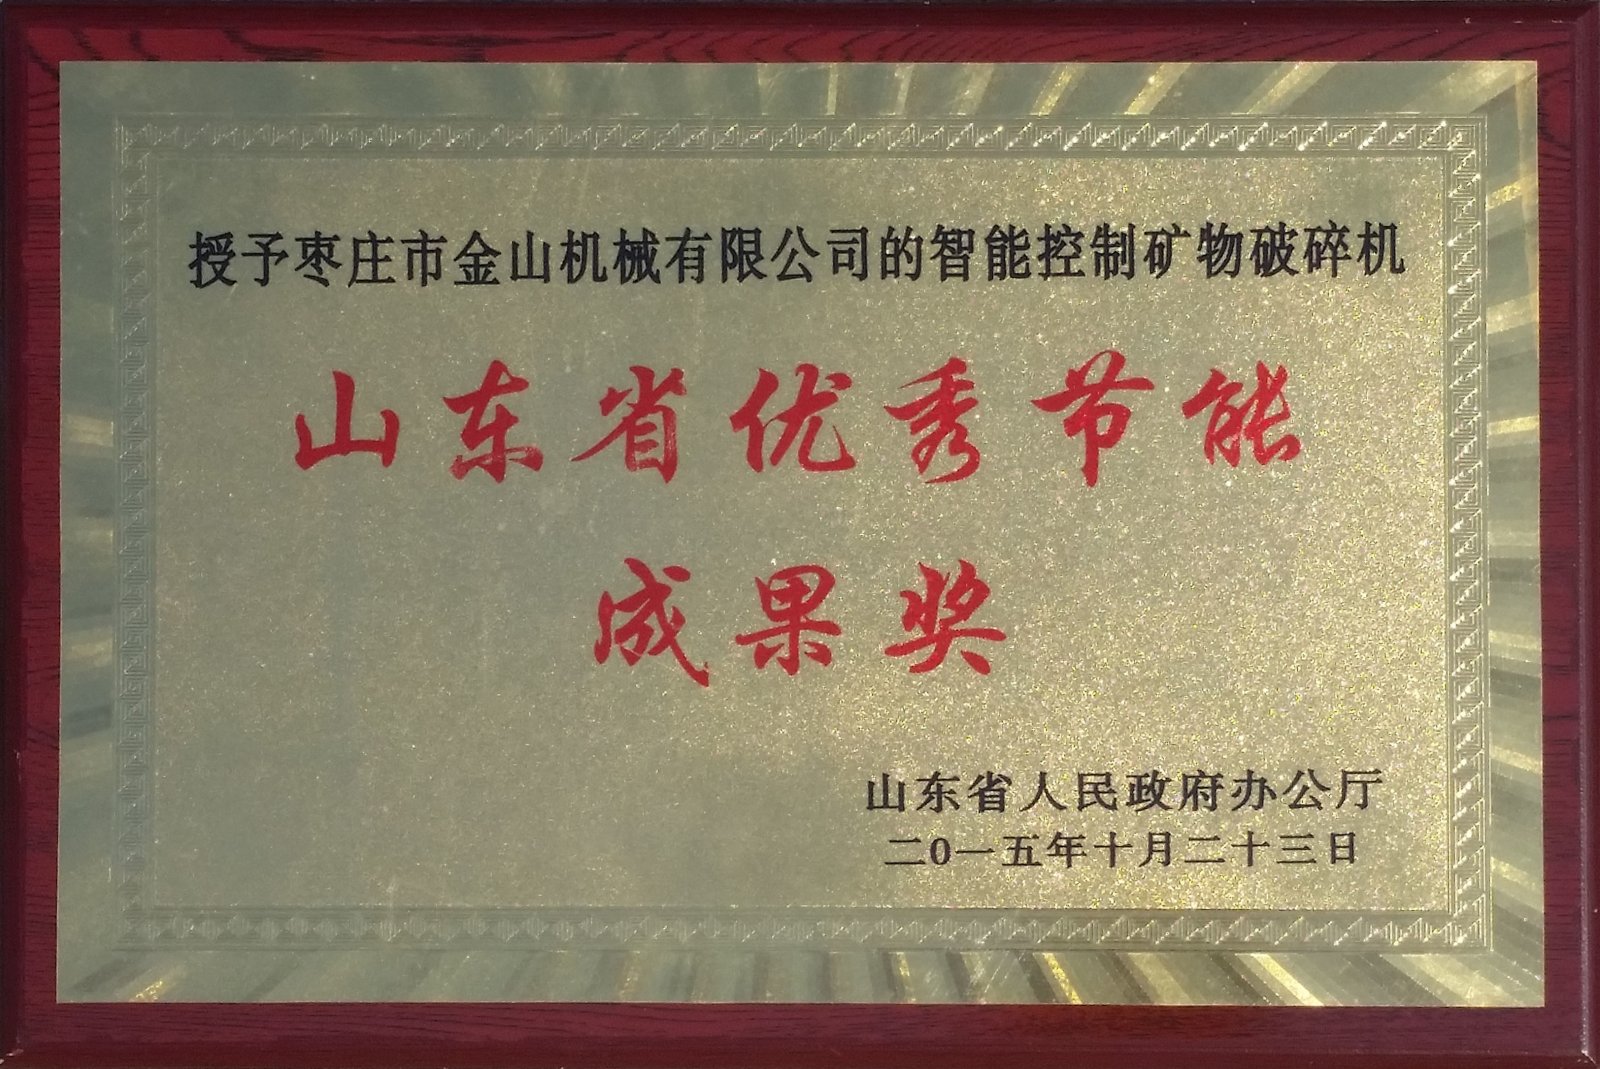 授予枣庄市金山机械有限公司的智能控制矿物破碎机
山东省优秀节能
成果奖
山东省人民政府办公厅
二0一五年十月二十三日